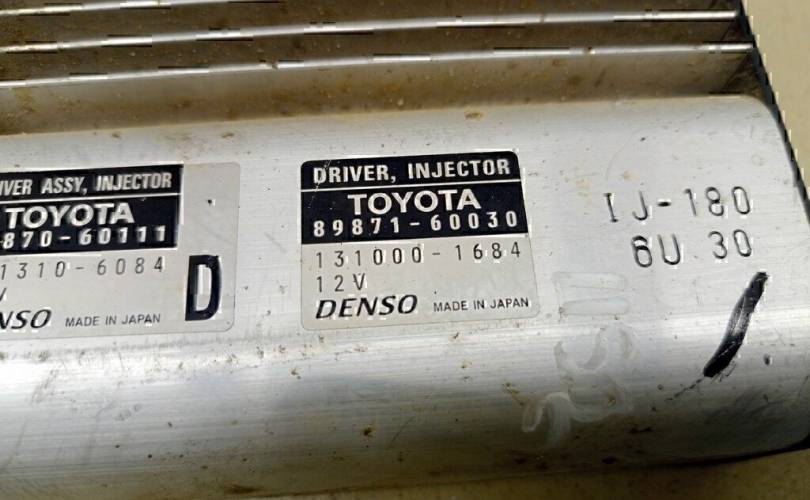 IVER ASSY, INJECTOR
TOYOTA
870-60111
1310-6084
V
NSO MADE IN JAPAN
D
DRIVER, INJECTOR
TOYOTA
89871-60030
131000-1684
12V
DENSO MADE IN JAPAN
IJ-180
6U 30